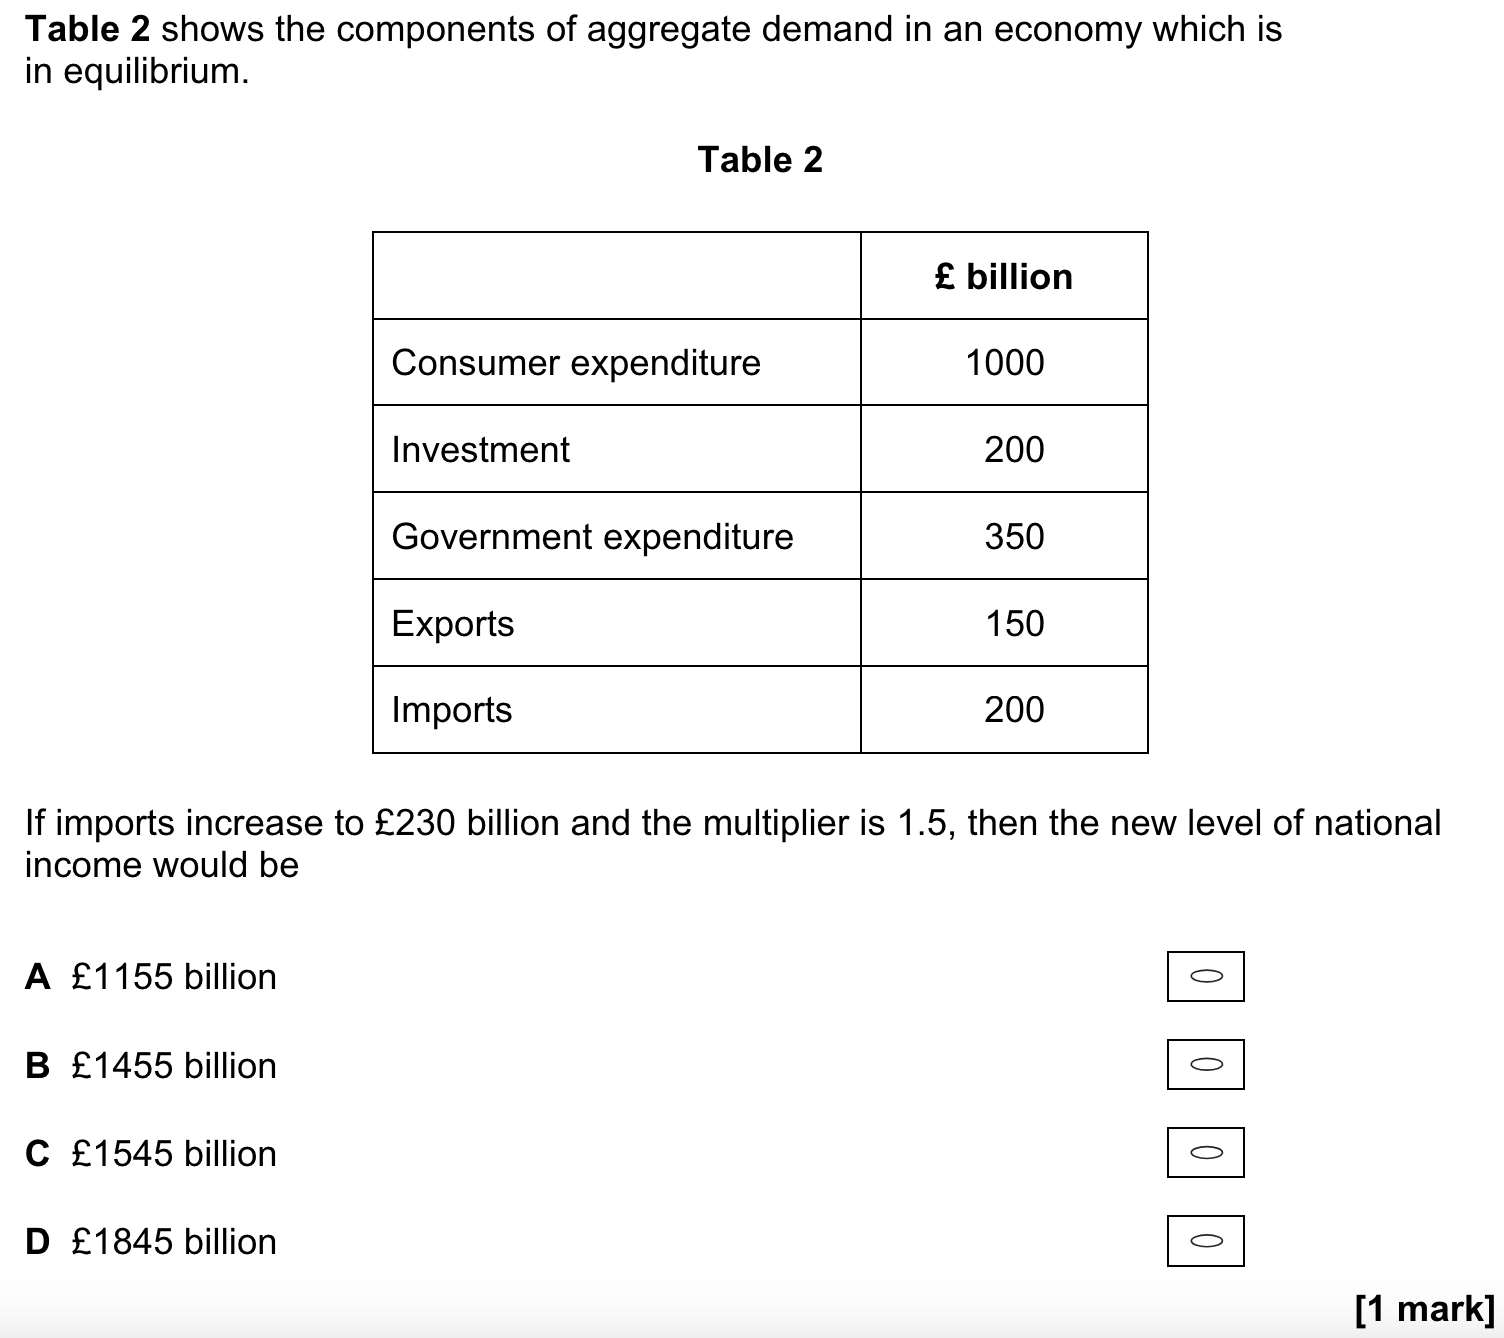 Table 2 shows the components of aggregate demand in an economy which is
in equilibrium.
Table 2
£ billion
Consumer expenditure 1000
Investment 200
Government expenditure 350
Exports 150
Imports 200
If imports increase to £230 billion and the multiplier is 1.5, then the new level of national
income would be
A £1155 billion
B £1455 billion
C £1545 billion
D £1845 billion
[1 mark]